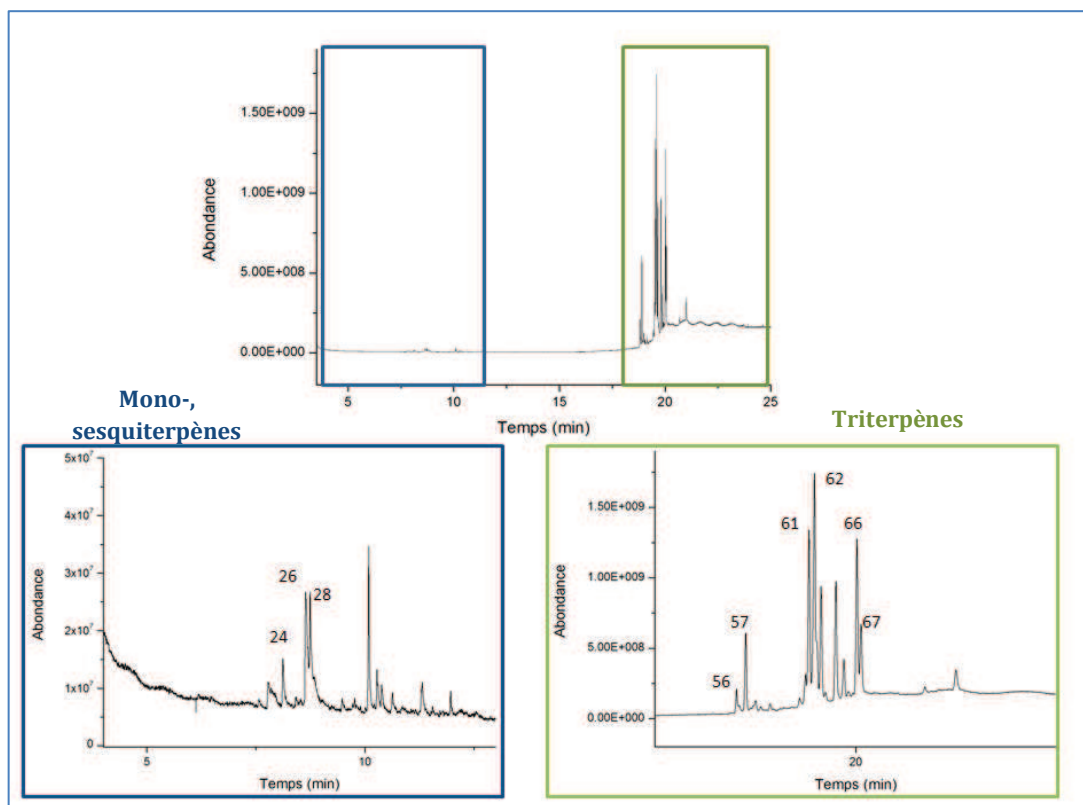 1.50E+009
1.00E+009
5.00E+008
0.00E+000
Abondance
5 10 15 20 25
Temps (min)
Mono-,
sesquiterpènes
Triterpènes
5x10⁷
4x10⁷
3x10⁷
2x10⁷
1x10⁷
0
Abondance
26
28
24
5 10
Temps (min)
1.50E+009
1.00E+009
5.00E+008
0.00E+000
Abondance
62
61
66
57
67
56
20
Temps (min)